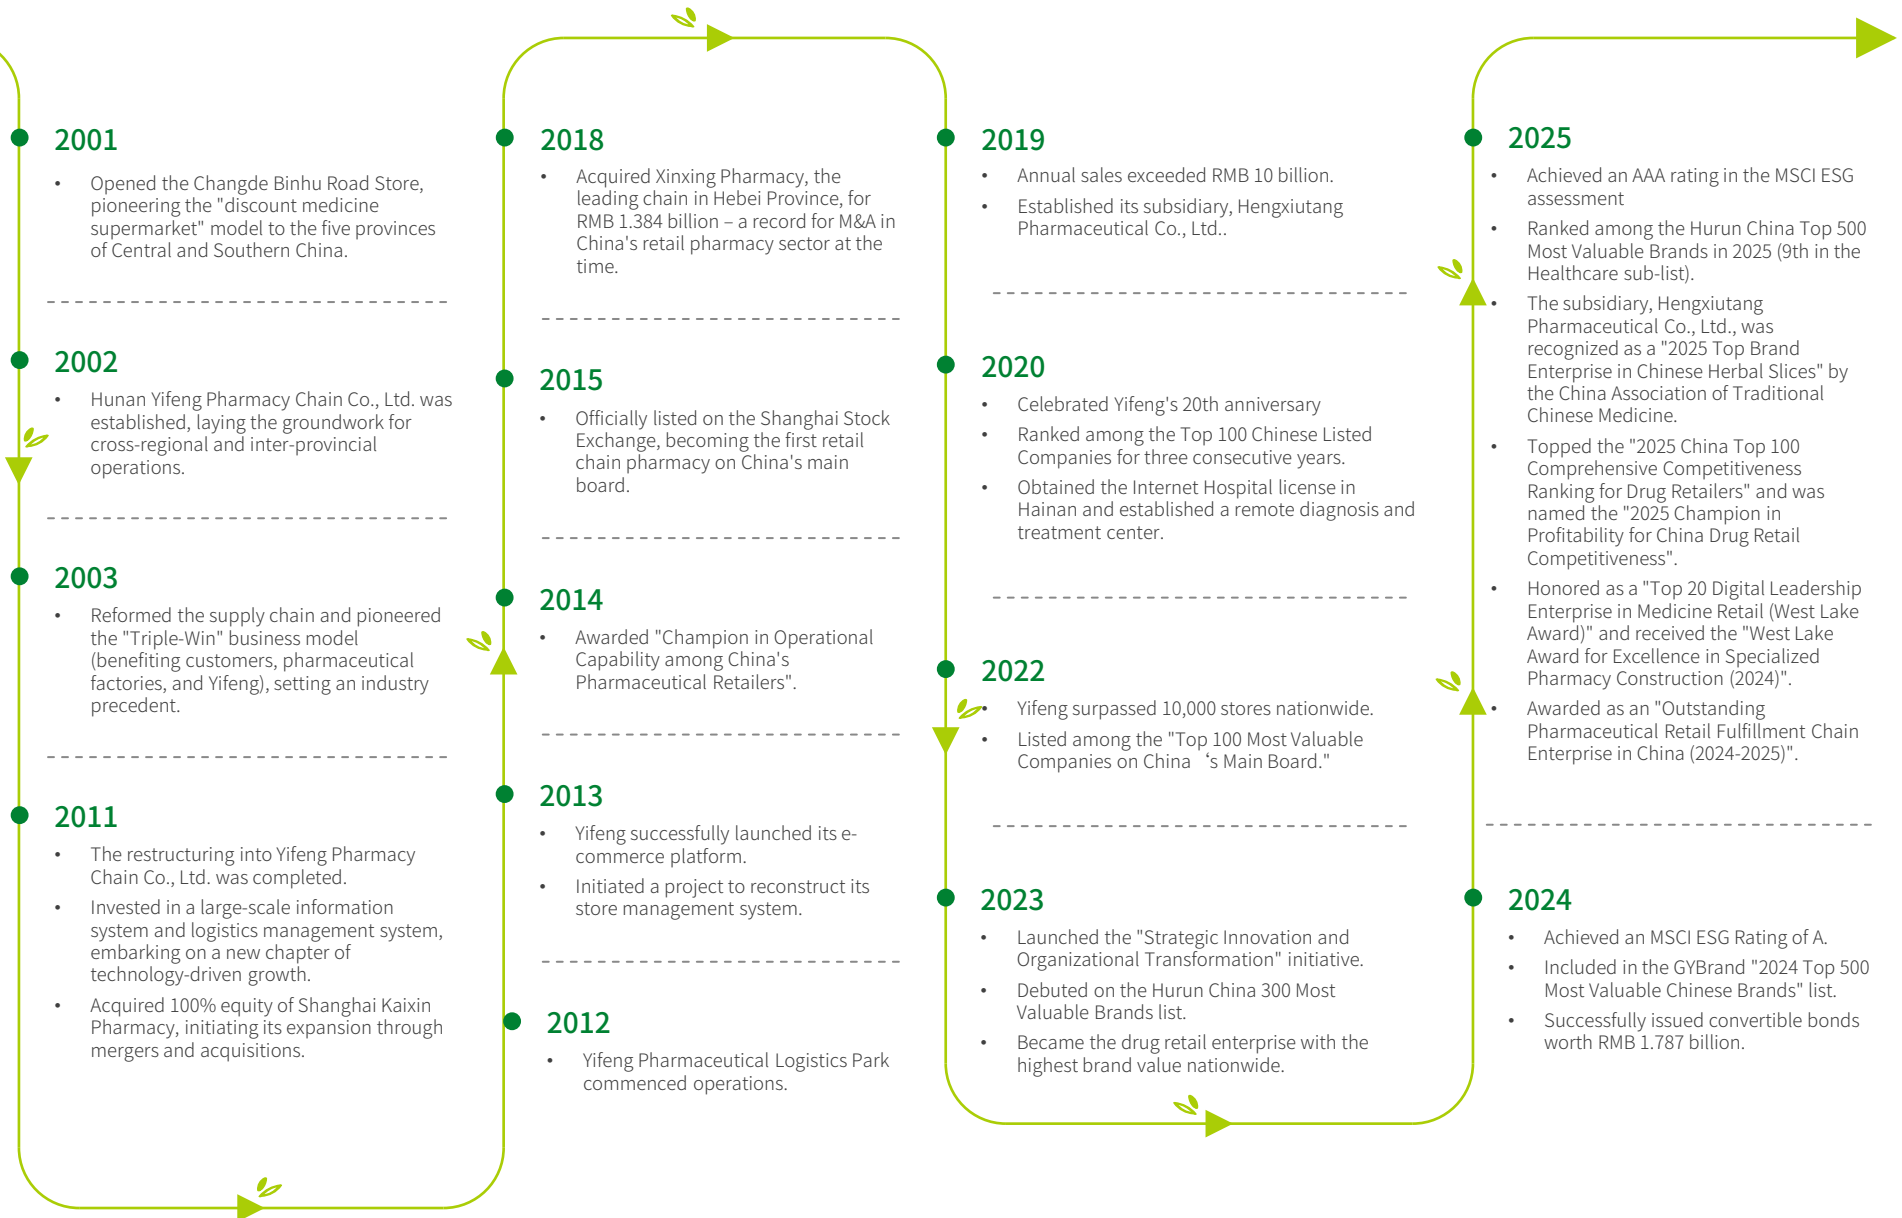 2001
• Opened the Changde Binhu Road Store,
pioneering the "discount medicine
supermarket" model to the five provinces
of Central and Southern China.
2002
• Hunan Yifeng Pharmacy Chain Co., Ltd. was
established, laying the groundwork for
cross-regional and inter-provincial
operations.
2003
• Reformed the supply chain and pioneered
the "Triple-Win" business model
(benefiting customers, pharmaceutical
factories, and Yifeng), setting an industry
precedent.
2011
• The restructuring into Yifeng Pharmacy
Chain Co., Ltd. was completed.
• Invested in a large-scale information
system and logistics management system,
embarking on a new chapter of
technology-driven growth.
• Acquired 100% equity of Shanghai Kaixin
Pharmacy, initiating its expansion through
mergers and acquisitions.
2018
• Acquired Xinxing Pharmacy, the
leading chain in Hebei Province, for
RMB 1.384 billion – a record for M&A in
China's retail pharmacy sector at the
time.
2015
• Officially listed on the Shanghai Stock
Exchange, becoming the first retail
chain pharmacy on China's main
board.
2014
• Awarded "Champion in Operational
Capability among China's
Pharmaceutical Retailers".
2013
• Yifeng successfully launched its e-
commerce platform.
• Initiated a project to reconstruct its
store management system.
2012
• Yifeng Pharmaceutical Logistics Park
commenced operations.
2019
• Annual sales exceeded RMB 10 billion.
• Established its subsidiary, Hengxiutang
Pharmaceutical Co., Ltd..
2020
• Celebrated Yifeng's 20th anniversary
• Ranked among the Top 100 Chinese Listed
Companies for three consecutive years.
• Obtained the Internet Hospital license in
Hainan and established a remote diagnosis and
treatment center.
2022
• Yifeng surpassed 10,000 stores nationwide.
• Listed among the "Top 100 Most Valuable
Companies on China ‘s Main Board."
2023
• Launched the "Strategic Innovation and
Organizational Transformation" initiative.
• Debuted on the Hurun China 300 Most
Valuable Brands list.
• Became the drug retail enterprise with the
highest brand value nationwide.
2025
• Achieved an AAA rating in the MSCI ESG
assessment
• Ranked among the Hurun China Top 500
Most Valuable Brands in 2025 (9th in the
Healthcare sub-list).
• The subsidiary, Hengxiutang
Pharmaceutical Co., Ltd., was
recognized as a "2025 Top Brand
Enterprise in Chinese Herbal Slices" by
the China Association of Traditional
Chinese Medicine.
• Topped the "2025 China Top 100
Comprehensive Competitiveness
Ranking for Drug Retailers" and was
named the "2025 Champion in
Profitability for China Drug Retail
Competitiveness".
• Honored as a "Top 20 Digital Leadership
Enterprise in Medicine Retail (West Lake
Award)" and received the "West Lake
Award for Excellence in Specialized
Pharmacy Construction (2024)".
• Awarded as an "Outstanding
Pharmaceutical Retail Fulfillment Chain
Enterprise in China (2024-2025)".
2024
• Achieved an MSCI ESG Rating of A.
• Included in the GYBrand "2024 Top 500
Most Valuable Chinese Brands" list.
• Successfully issued convertible bonds
worth RMB 1.787 billion.